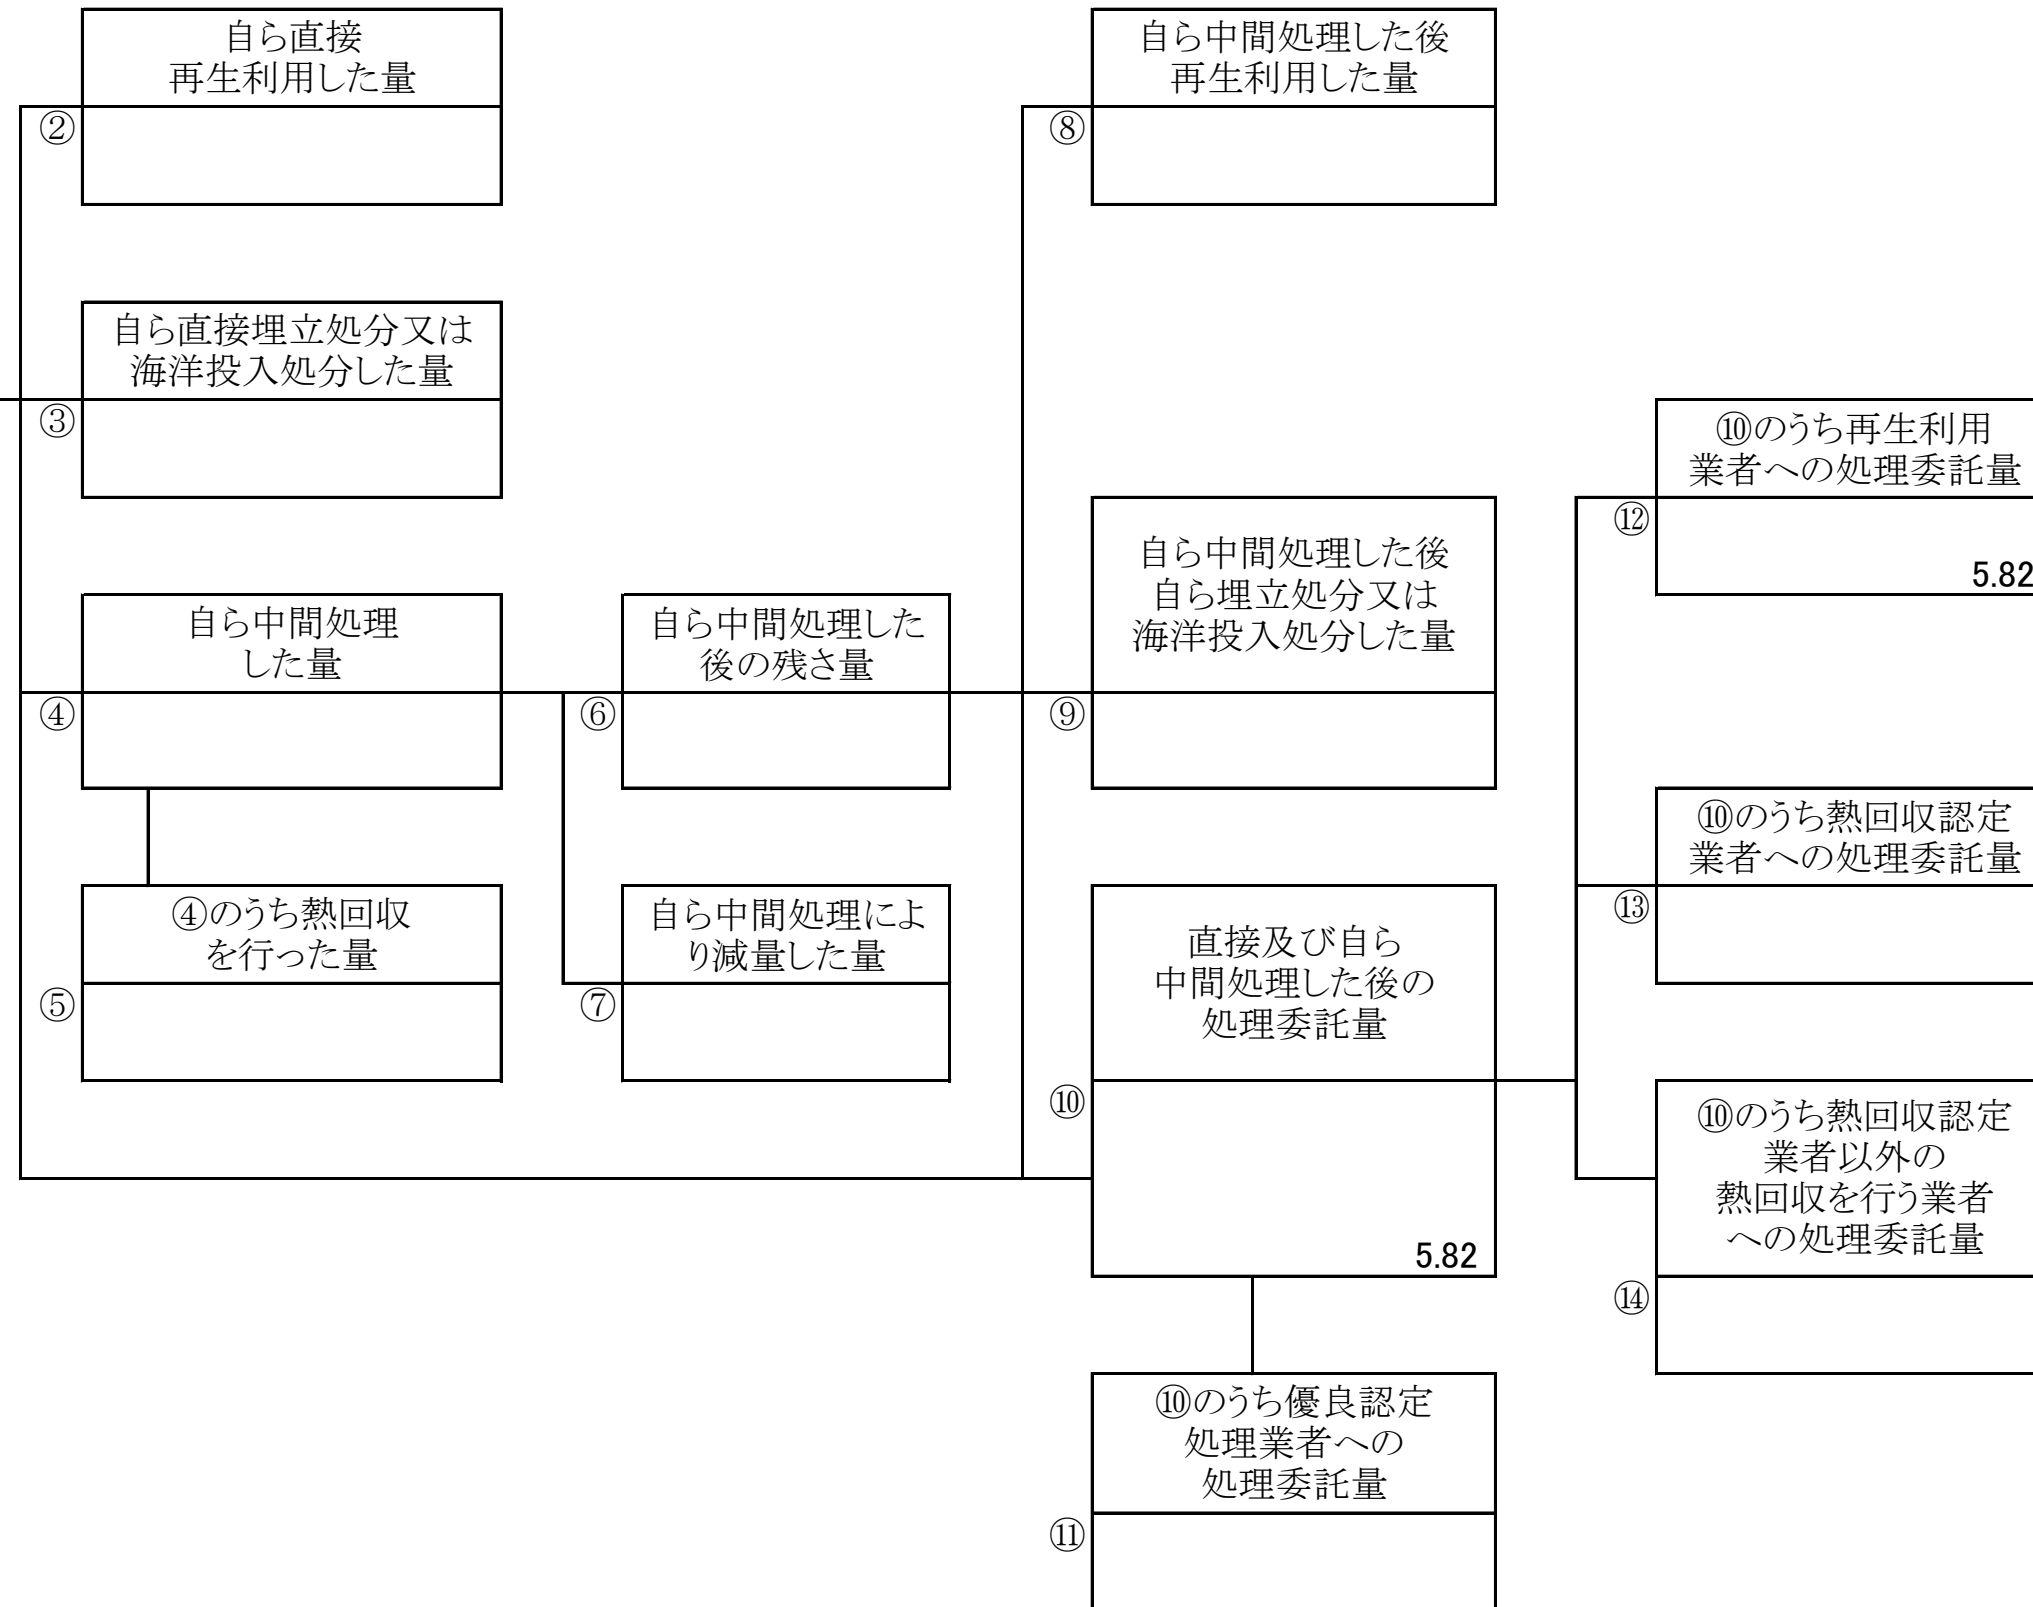 自ら直接
再生利用した量
②
自ら中間処理した後
再生利用した量
⑧
自ら直接埋立処分又は
海洋投入処分した量
③
⑩のうち再生利用
業者への処理委託量
⑫
5.82
自ら中間処理した後
自ら埋立処分又は
海洋投入処分した量
⑨
自ら中間処理
した量
④
自ら中間処理した
後の残さ量
⑥
⑩のうち熱回収認定
業者への処理委託量
⑬
④のうち熱回収
を行った量
⑤
自ら中間処理によ
り減量した量
⑦
直接及び自ら
中間処理した後の
処理委託量
⑩
5.82
⑩のうち熱回収認定
業者以外の
熱回収を行う業者
への処理委託量
⑭
⑩のうち優良認定
処理業者への
処理委託量
⑪